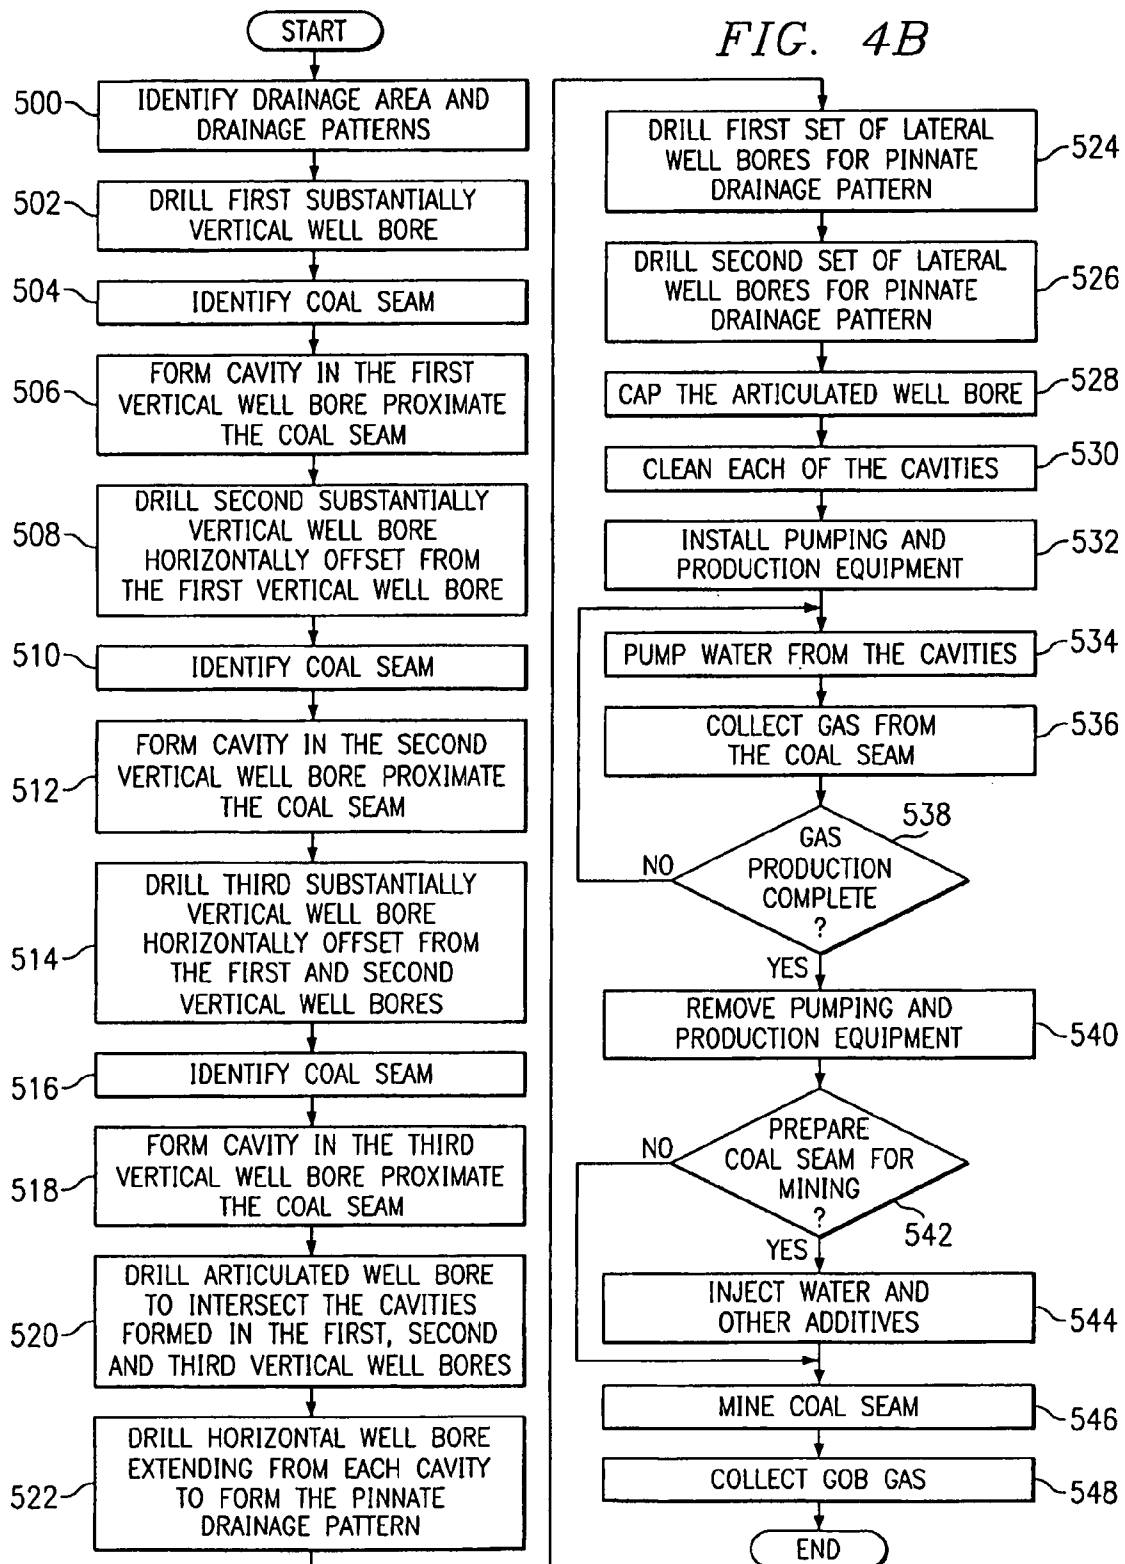 FIG. 4B
START
500
IDENTIFY DRAINAGE AREA AND
DRAINAGE PATTERNS
502
DRILL FIRST SUBSTANTIALLY
VERTICAL WELL BORE
504
IDENTIFY COAL SEAM
506
FORM CAVITY IN THE FIRST
VERTICAL WELL BORE PROXIMATE
THE COAL SEAM
508
DRILL SECOND SUBSTANTIALLY
VERTICAL WELL BORE
HORIZONTALLY OFFSET FROM
THE FIRST VERTICAL WELL BORE
510
IDENTIFY COAL SEAM
512
FORM CAVITY IN THE SECOND
VERTICAL WELL BORE PROXIMATE
THE COAL SEAM
514
DRILL THIRD SUBSTANTIALLY
VERTICAL WELL BORE
HORIZONTALLY OFFSET FROM
THE FIRST AND SECOND
VERTICAL WELL BORES
516
IDENTIFY COAL SEAM
518
FORM CAVITY IN THE THIRD
VERTICAL WELL BORE PROXIMATE
THE COAL SEAM
520
DRILL ARTICULATED WELL BORE
TO INTERSECT THE CAVITIES
FORMED IN THE FIRST, SECOND
AND THIRD VERTICAL WELL BORES
522
DRILL HORIZONTAL WELL BORE
EXTENDING FROM EACH CAVITY
TO FORM THE PINNATE
DRAINAGE PATTERN
DRILL FIRST SET OF LATERAL
WELL BORES FOR PINNATE
DRAINAGE PATTERN
524
DRILL SECOND SET OF LATERAL
WELL BORES FOR PINNATE
DRAINAGE PATTERN
526
CAP THE ARTICULATED WELL BORE
528
CLEAN EACH OF THE CAVITIES
530
INSTALL PUMPING AND
PRODUCTION EQUIPMENT
532
PUMP WATER FROM THE CAVITIES
534
COLLECT GAS FROM
THE COAL SEAM
536
538
GAS
PRODUCTION
COMPLETE
?
NO
YES
REMOVE PUMPING AND
PRODUCTION EQUIPMENT
540
PREPARE
COAL SEAM FOR
MINING
?
NO
542
YES
INJECT WATER AND
OTHER ADDITIVES
544
MINE COAL SEAM
546
COLLECT GOB GAS
548
END